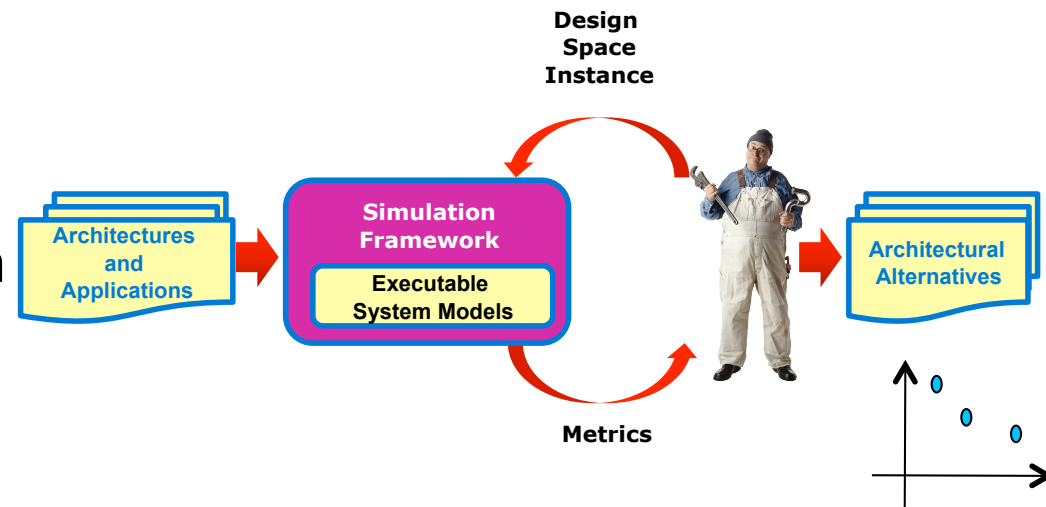 Design
Space
Instance
Architectures
and
Applications
Simulation
Framework
Executable
System Models
Architectural
Alternatives
Metrics